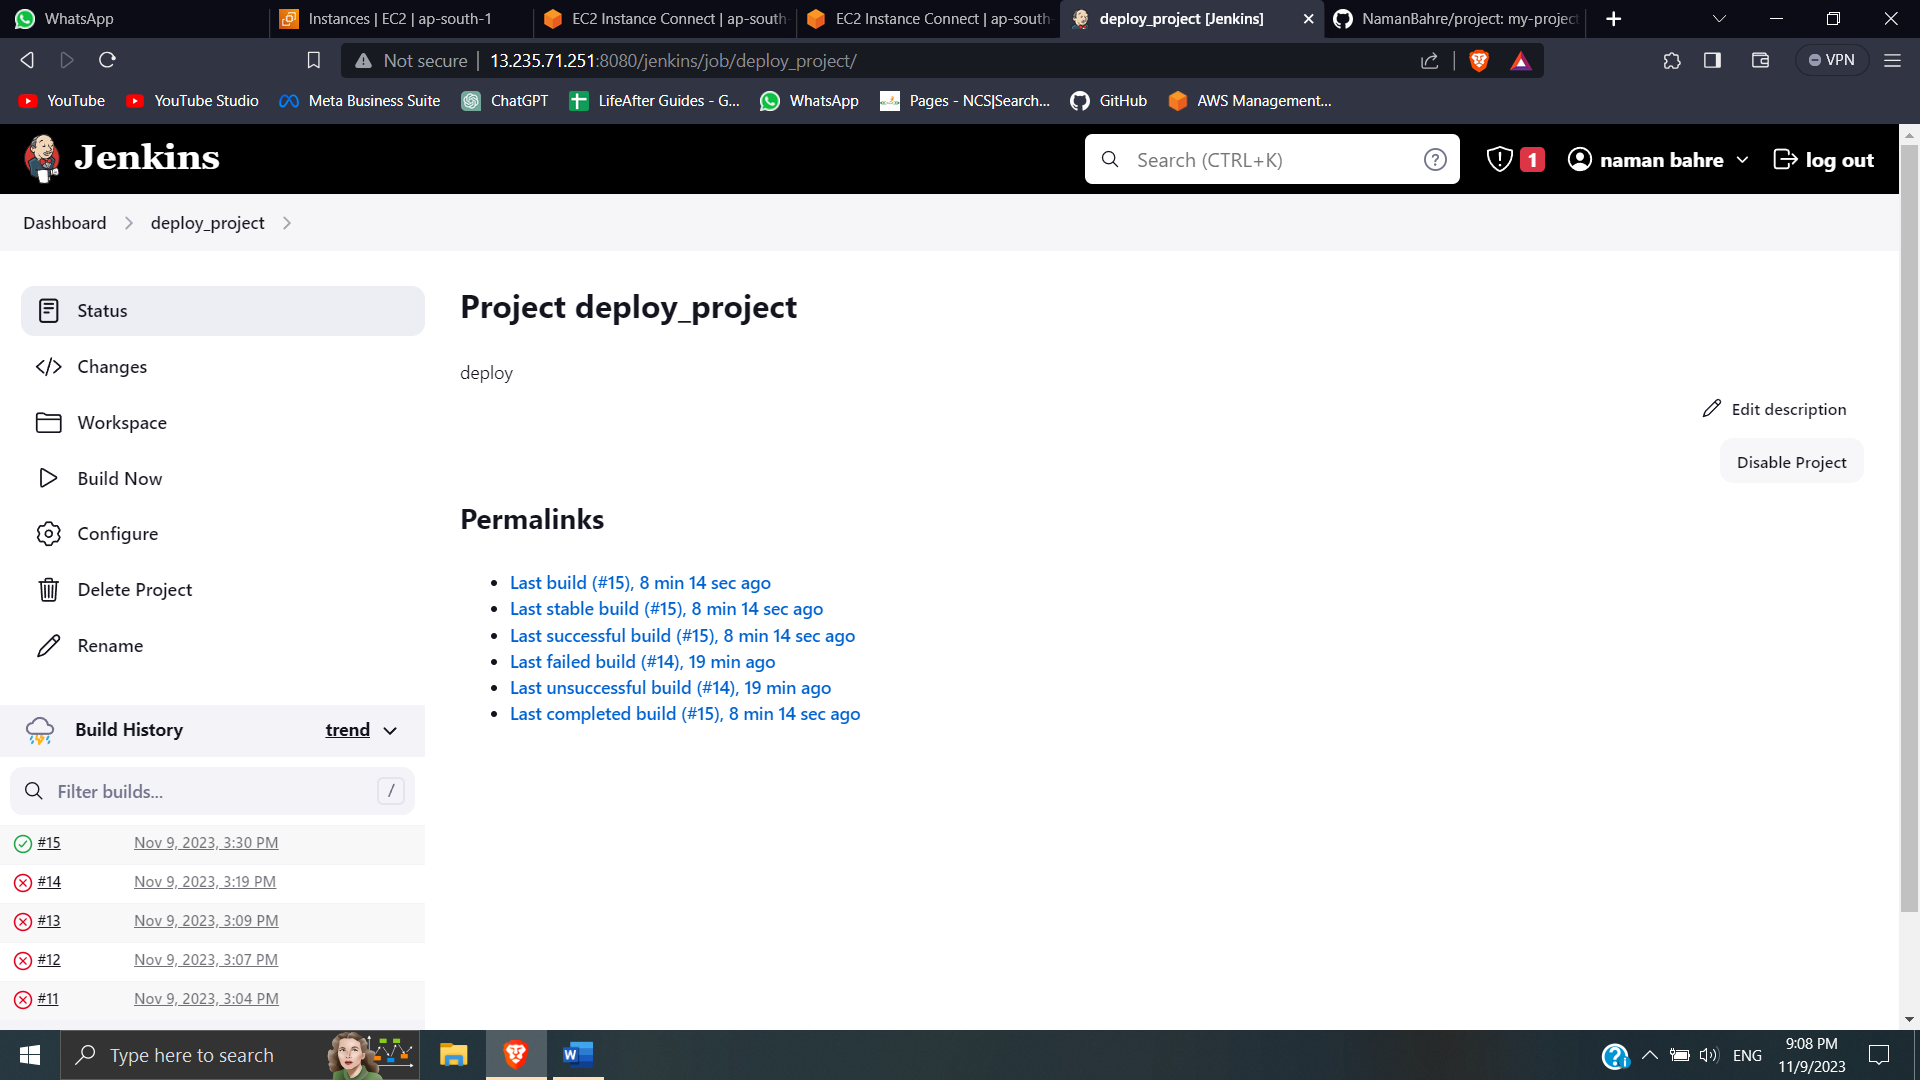 WhatsApp
Instances | EC2 | ap-south-1
EC2 Instance Connect | ap-south-
EC2 Instance Connect | ap-south-
deploy_project [Jenkins]
NamanBahre/project: my-project
Not secure
13.235.71.251:8080/jenkins/job/deploy_project/
VPN
YouTube
YouTube Studio
Meta Business Suite
ChatGPT
LifeAfter Guides - G...
WhatsApp
Pages - NCS|Search...
GitHub
AWS Management...
Jenkins
Search (CTRL+K)
?
1
naman bahre
log out
Dashboard
deploy_project
Status
Changes
Workspace
Build Now
Configure
Delete Project
Rename
Project deploy_project
deploy
Edit description
Disable Project
Permalinks
Last build (#15), 8 min 14 sec ago
Last stable build (#15), 8 min 14 sec ago
Last successful build (#15), 8 min 14 sec ago
Last failed build (#14), 19 min ago
Last unsuccessful build (#14), 19 min ago
Last completed build (#15), 8 min 14 sec ago
Build History
trend
Filter builds...
/
#15 Nov 9, 2023, 3:30 PM
#14 Nov 9, 2023, 3:19 PM
#13 Nov 9, 2023, 3:09 PM
#12 Nov 9, 2023, 3:07 PM
#11 Nov 9, 2023, 3:04 PM
Type here to search
W
?
ENG
9:08 PM
11/9/2023